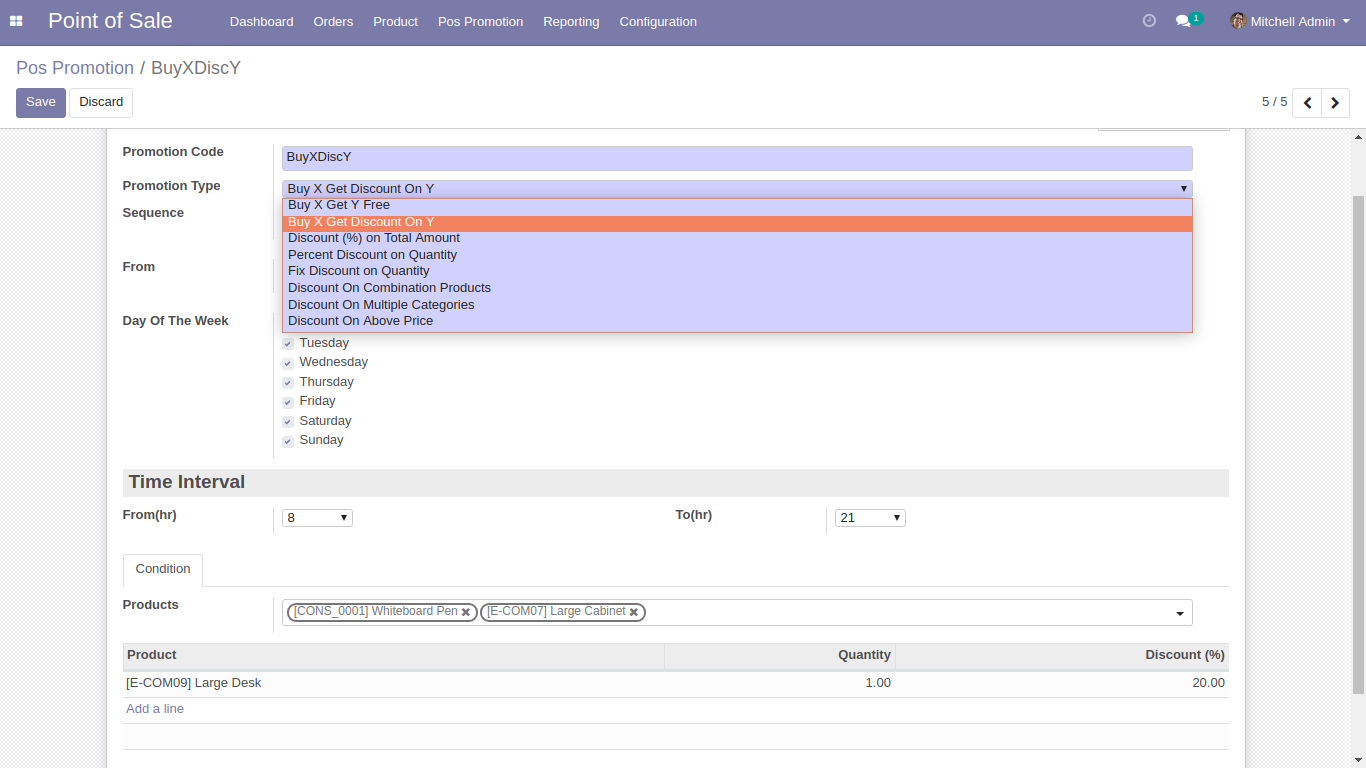 Point of Sale Dashboard Orders Product Pos Promotion Reporting Configuration 1 Mitchell Admin
Pos Promotion / BuyXDiscY
Save Discard 5 / 5
Promotion Code BuyXDiscY
Promotion Type Buy X Get Discount On Y
Sequence
Buy X Get Y Free
Buy X Get Discount On Y
Discount (%) on Total Amount
Percent Discount on Quantity
From
Fix Discount on Quantity
Discount On Combination Products
Discount On Multiple Categories
Day Of The Week
Discount On Above Price
Tuesday
Wednesday
Thursday
Friday
Saturday
Sunday
Time Interval
From(hr) 8 To(hr) 21
Condition
Products [CONS_0001] Whiteboard Pen [E-COM07] Large Cabinet
Product Quantity Discount (%)
[E-COM09] Large Desk 1.00 20.00
Add a line